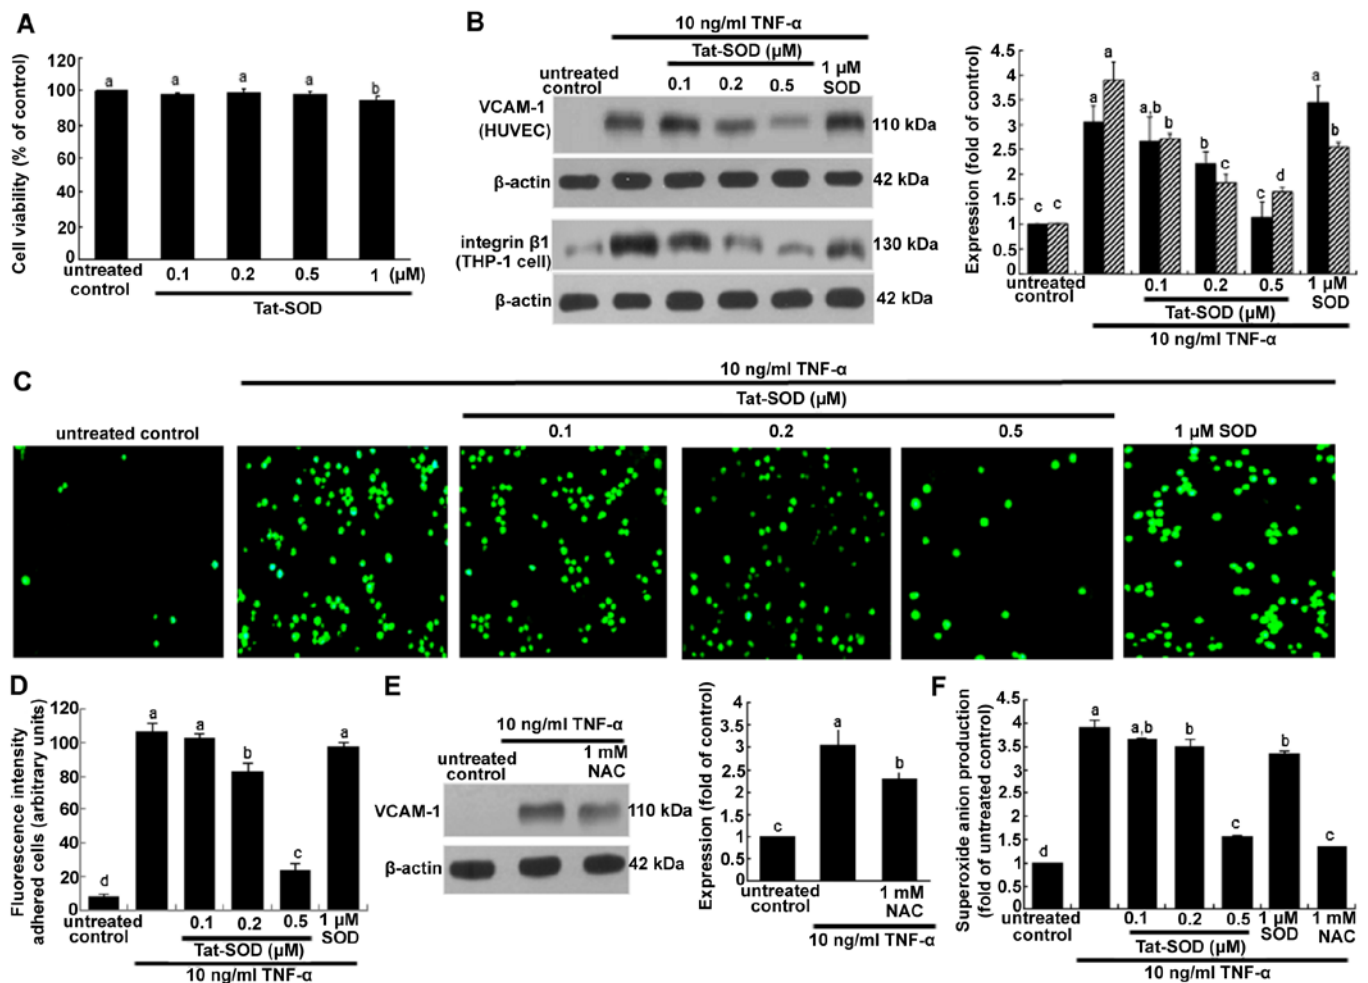 A
Cell viability (% of control)
120
100
80
60
40
20
0
a a a a b
untreated
control
0.1 0.2 0.5 1 (µM)
Tat-SOD
B
10 ng/ml TNF-α
Tat-SOD (µM)
untreated
control
0.1 0.2 0.5
1 µM
SOD
VCAM-1
(HUVEC)
110 kDa
β-actin
42 kDa
integrin β1
(THP-1 cell)
130 kDa
β-actin
42 kDa
Expression (fold of control)
4.5
4
3.5
3
2.5
2
1.5
1
0.5
0
c c a a a,b b b c c d a b
untreated
control
0.1 0.2 0.5
1 µM
SOD
Tat-SOD (µM)
10 ng/ml TNF-α
C
10 ng/ml TNF-α
Tat-SOD (µM)
untreated control
0.1 0.2 0.5
1 µM SOD
D
Fluorescence intensity
adhered cells (arbitrary units)
120
100
80
60
40
20
0
d a a b c a
untreated
control
0.1 0.2 0.5
1 µM
SOD
Tat-SOD (µM)
10 ng/ml TNF-α
E
10 ng/ml TNF-α
untreated
control
1 mM
NAC
VCAM-1
110 kDa
β-actin
42 kDa
Expression (fold of control)
4
3.5
3
2.5
2
1.5
1
0.5
0
c a b
untreated
control
1 mM
NAC
10 ng/ml TNF-α
F
Superoxide anion production
(fold of untreated control)
4.5
4
3.5
3
2.5
2
1.5
1
0.5
0
d a a,b b c b c
untreated
control
0.1 0.2 0.5
1 µM
SOD
1 mM
NAC
Tat-SOD (µM)
10 ng/ml TNF-α